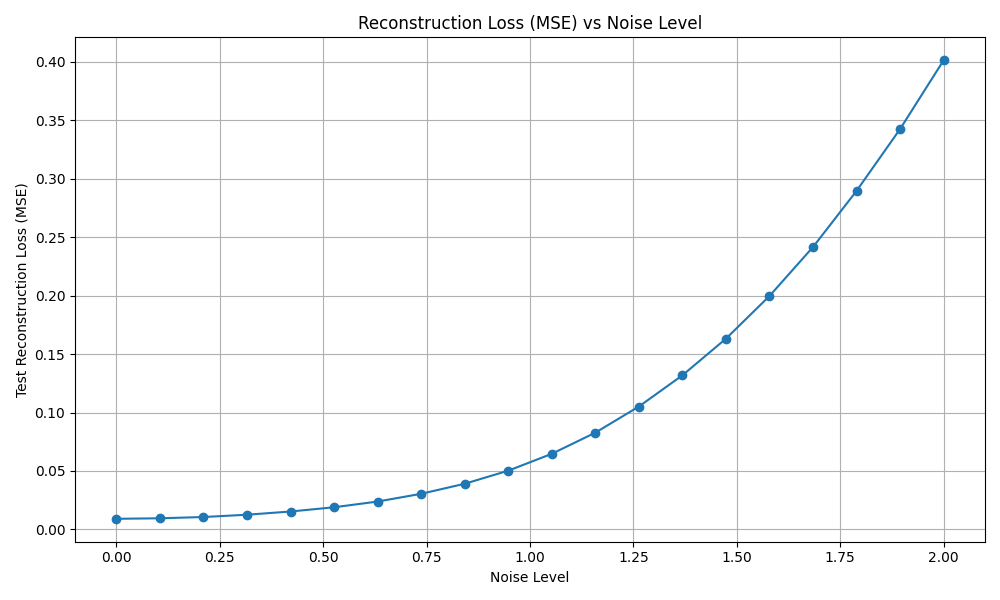 Reconstruction Loss (MSE) vs Noise Level
Test Reconstruction Loss (MSE)
0.40
0.35
0.30
0.25
0.20
0.15
0.10
0.05
0.00
0.00 0.25 0.50 0.75 1.00 1.25 1.50 1.75 2.00
Noise Level